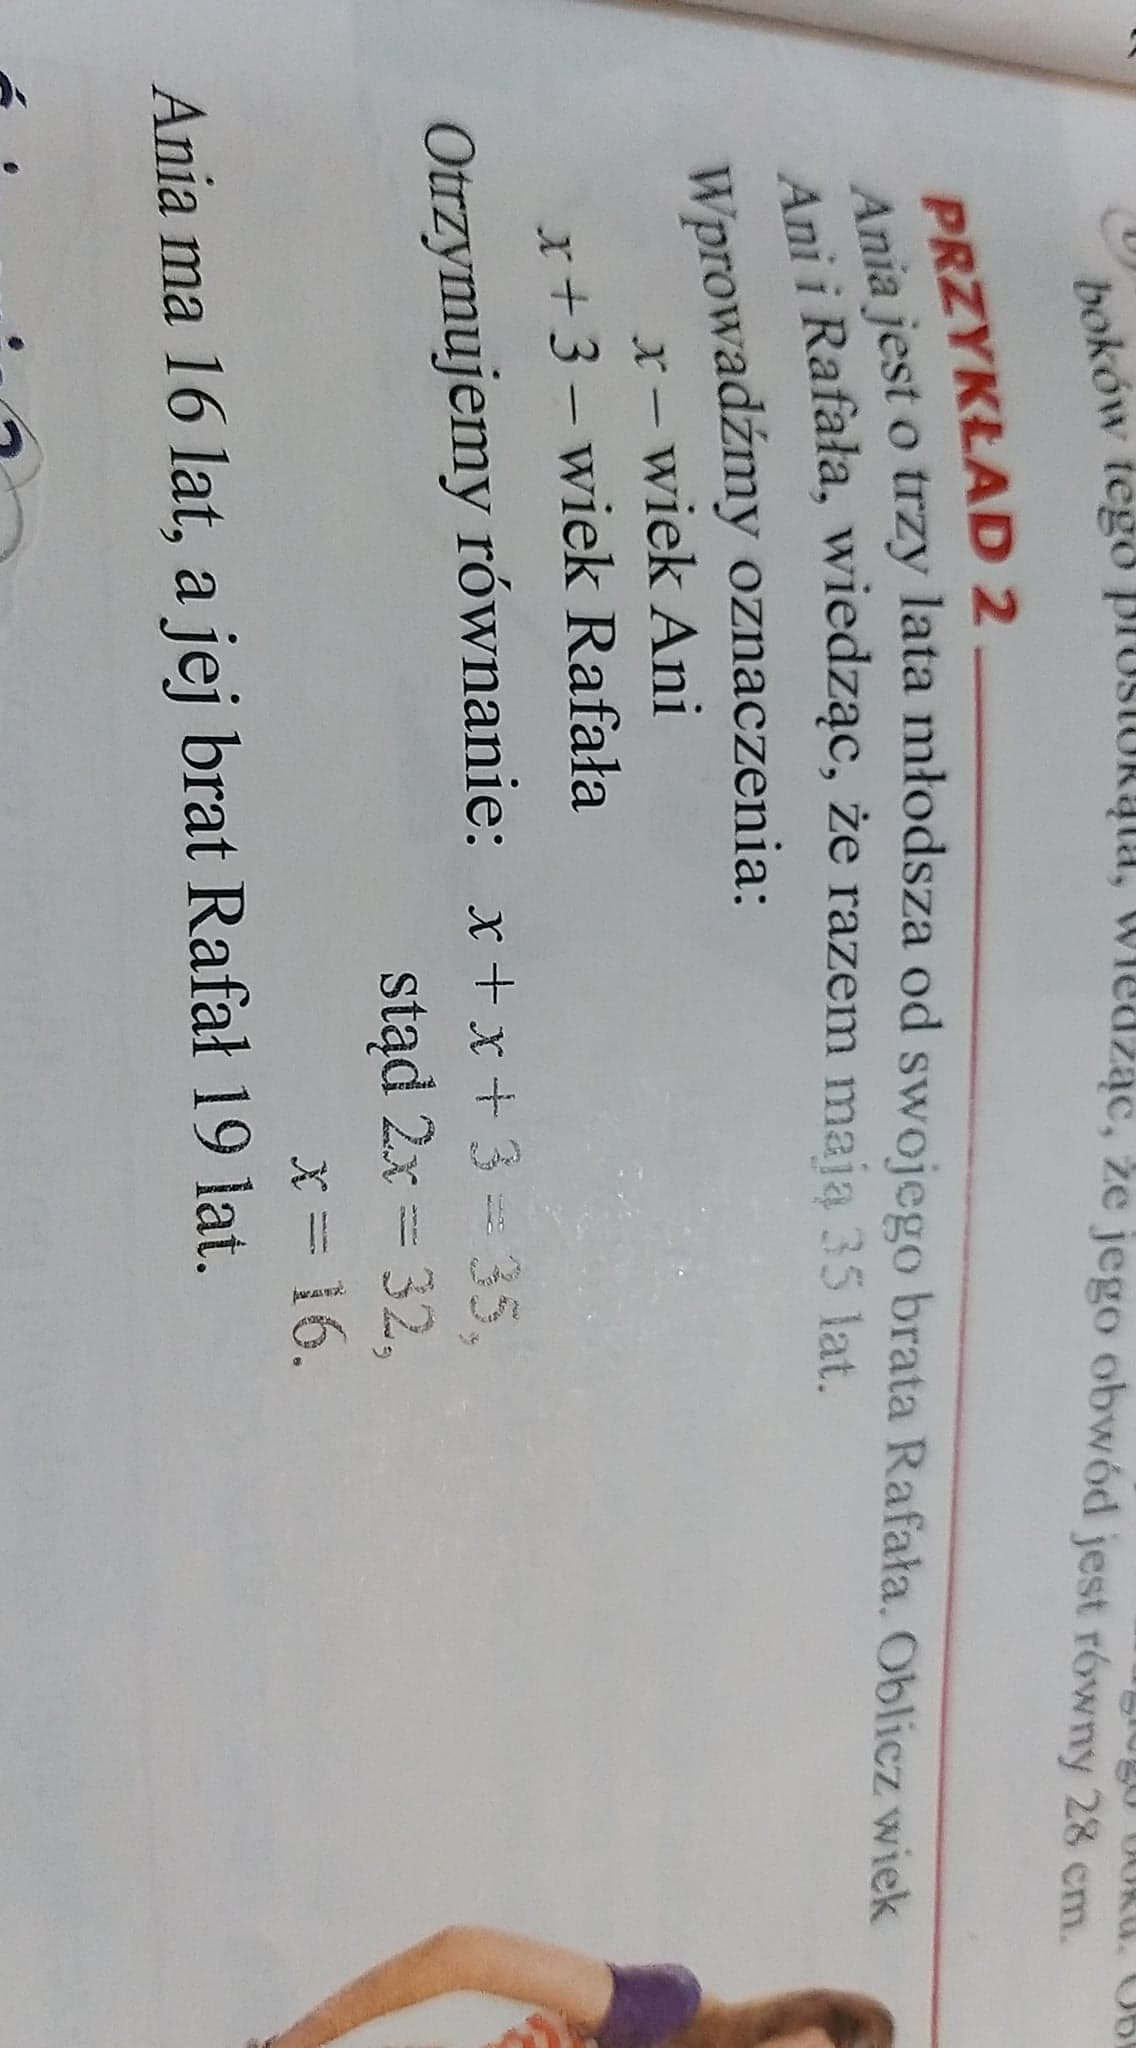 boków tego prostokąta, wiedząc, że jego obwód jest równy 28 cm.
PRZYKŁAD 2
Ania jest o trzy lata młodsza od swojego brata Rafała. Oblicz wiek
Ani i Rafała, wiedząc, że razem mają 35 lat.
Wprowadźmy oznaczenia:
x – wiek Ani
x + 3 – wiek Rafała
Otrzymujemy równanie: x + x + 3 = 35,
stąd 2x = 32,
x = 16.
Ania ma 16 lat, a jej brat Rafał 19 lat.